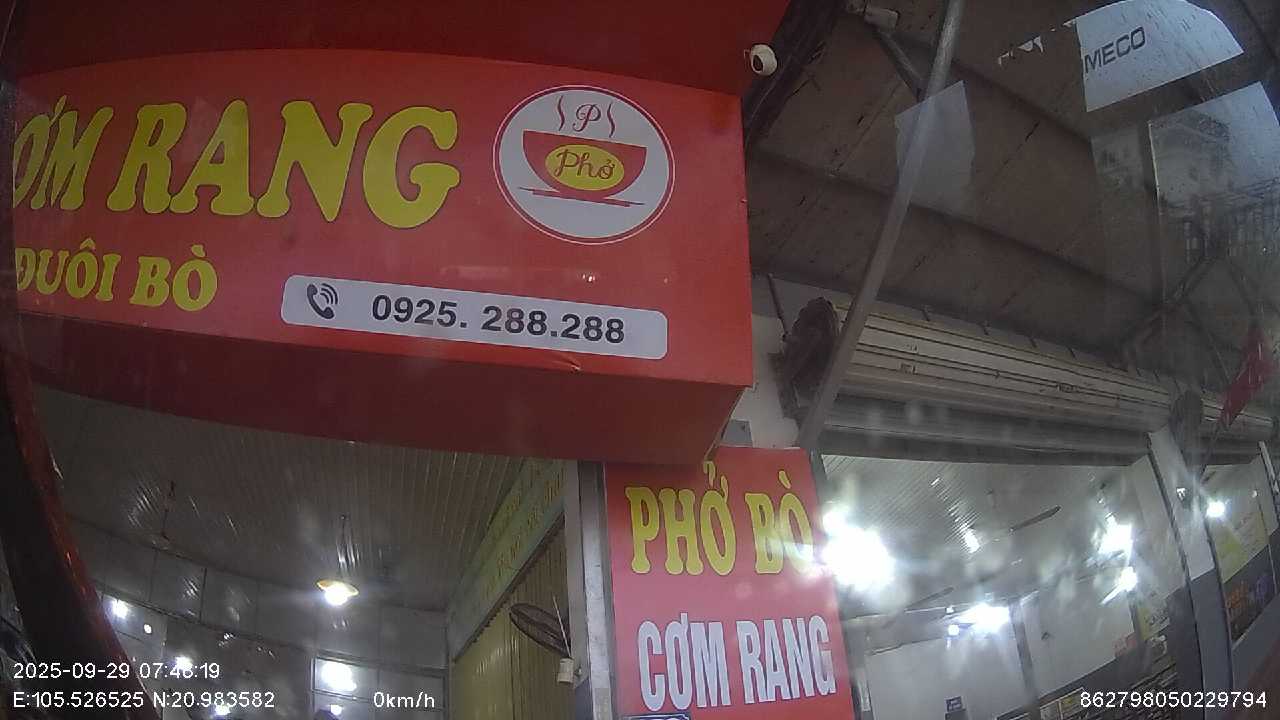 CƠM RANG
P
Phở
ĐUÔI BÒ
0925. 288.288
MECO
PHỞ BÒ
CƠM RANG
2025-09-29 07:46:19
E:105.526525 N:20.983582 0km/h
862798050229794